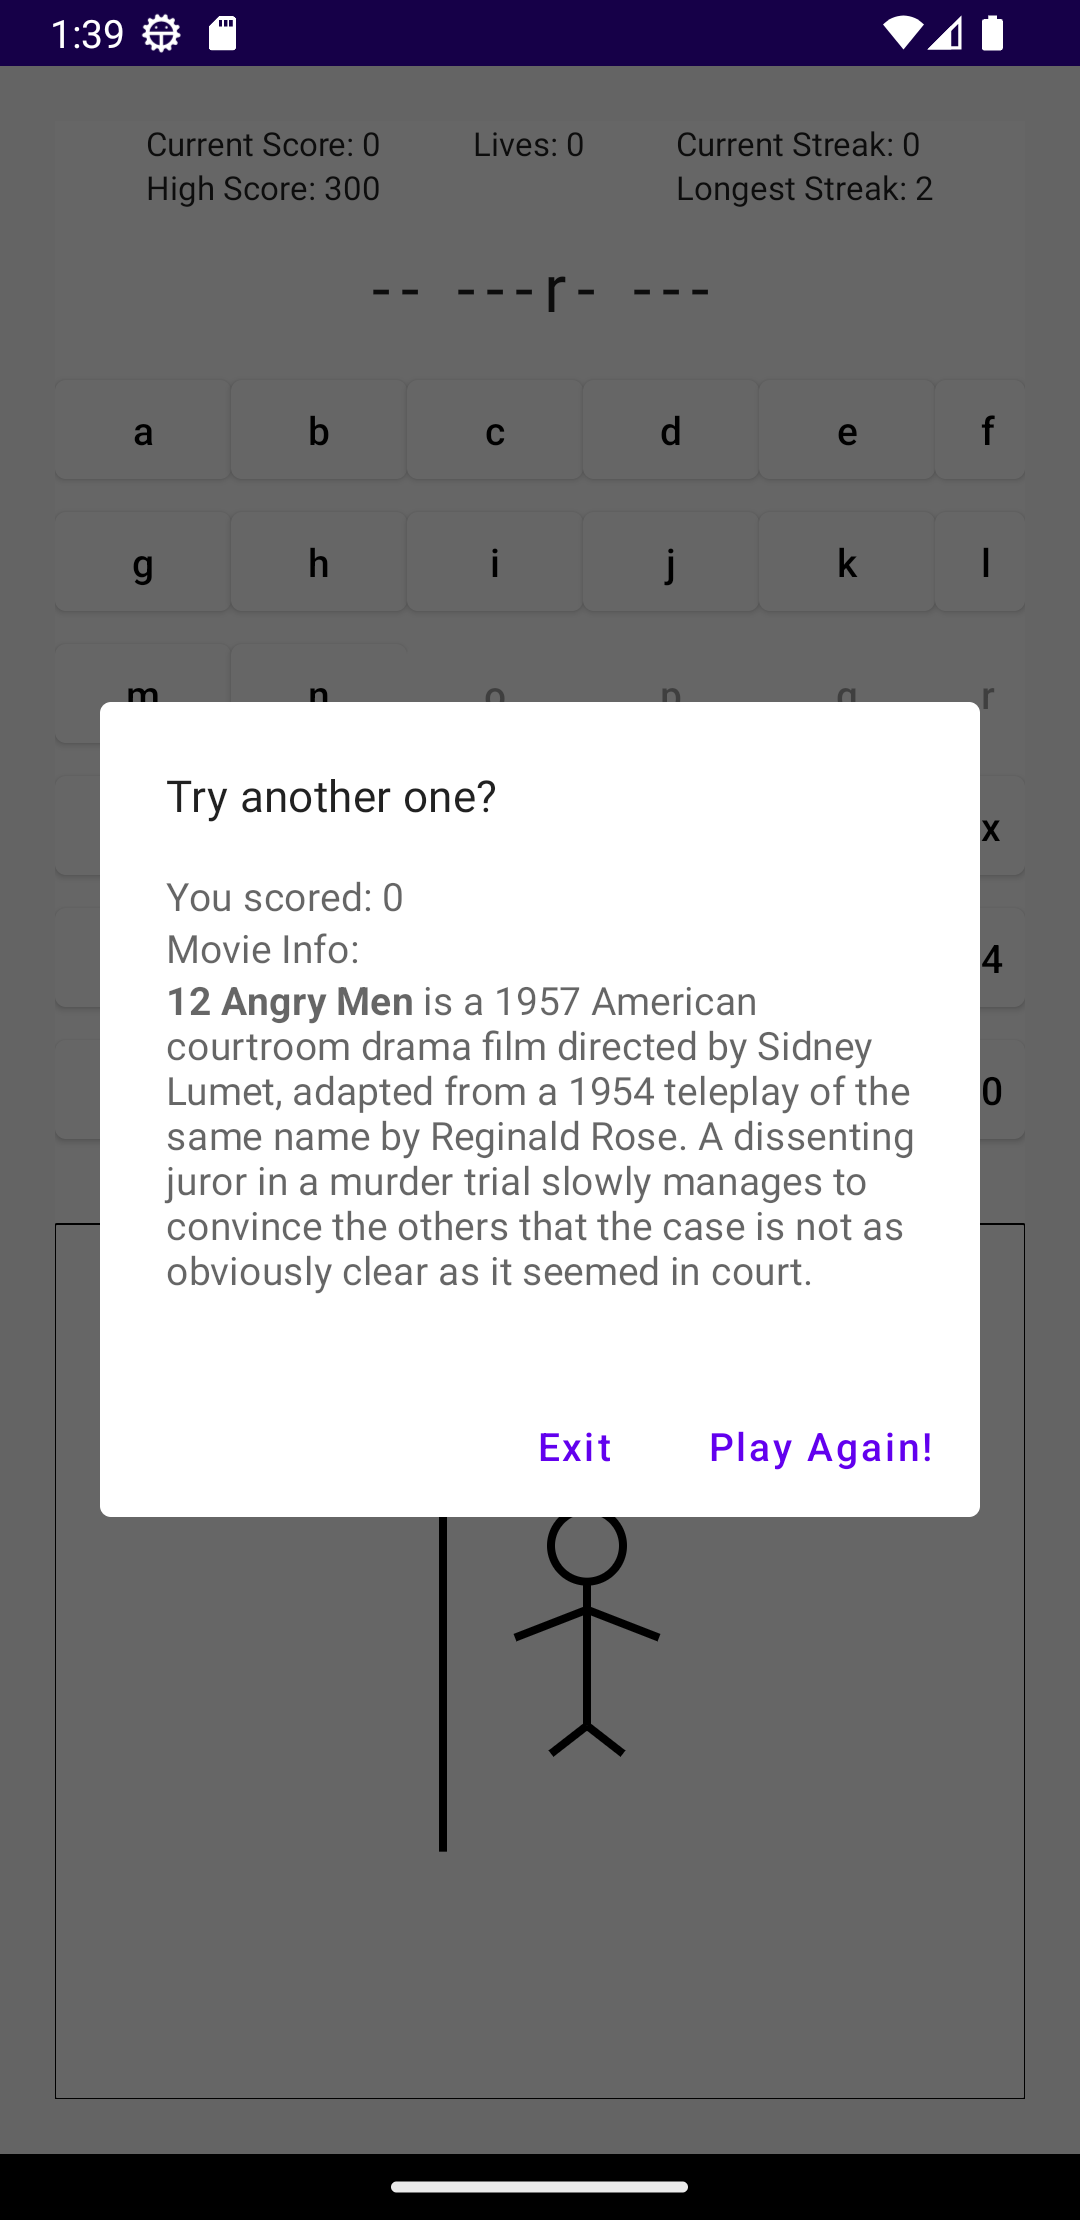 1:39
Current Score: 0 Lives: 0 Current Streak: 0
High Score: 300 Longest Streak: 2
-- ---r- ---
a b c d e f
g h i j k l
m n o p q r
x
4
0
Try another one?
You scored: 0
Movie Info:
12 Angry Men is a 1957 American
courtroom drama film directed by Sidney
Lumet, adapted from a 1954 teleplay of the
same name by Reginald Rose. A dissenting
juror in a murder trial slowly manages to
convince the others that the case is not as
obviously clear as it seemed in court.
Exit Play Again!